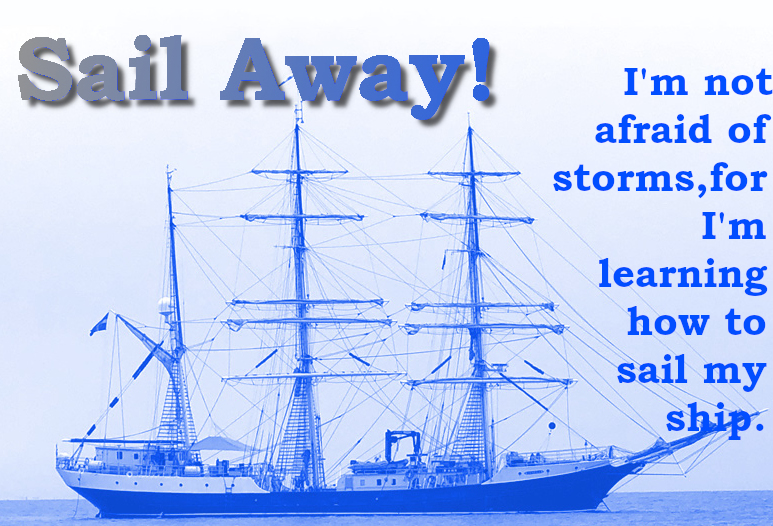 Sail Away!
I'm not
afraid of
storms,for
I'm
learning
how to
sail my
ship.